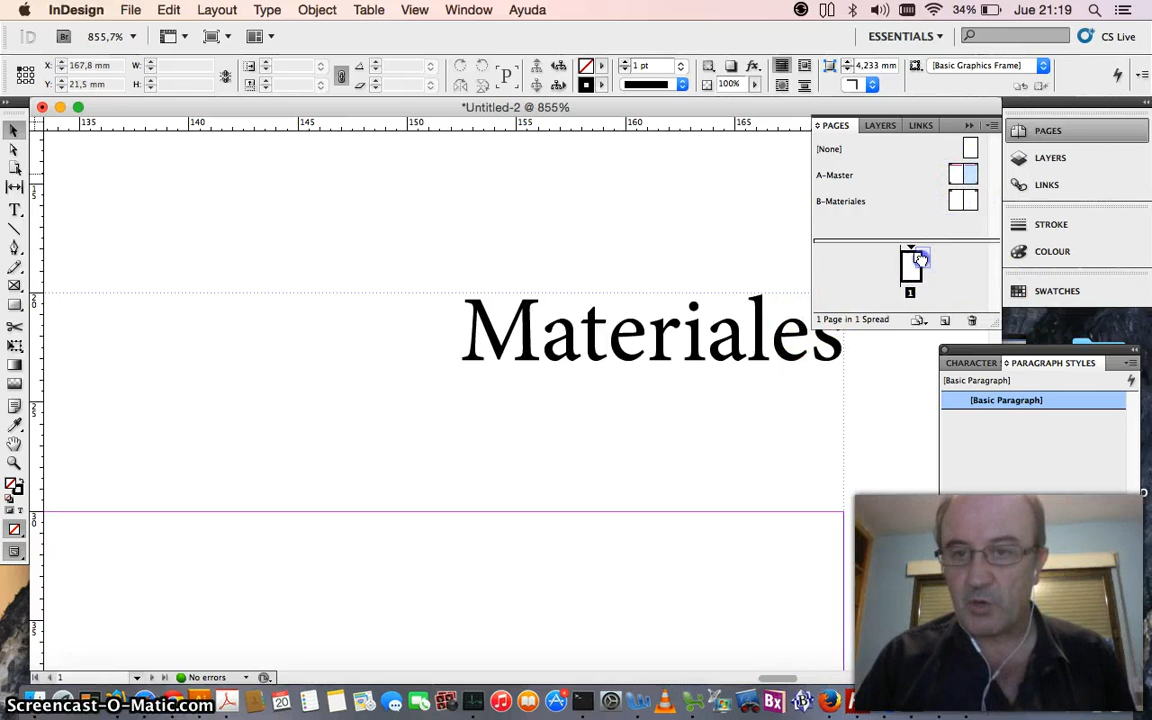 InDesign File Edit Layout Type Object Table View Window Ayuda 34% Jue 21:19
Id Br 855,7% ESSENTIALS CS Live
X: 167,8 mm W: 1 pt 4,233 mm [Basic Graphics Frame]
Y: 21,5 mm H: 100%
*Untitled-2 @ 855%
135 140 145 150 155 160 165
PAGES LAYERS LINKS
[None]
A-Master
B-Materiales
1
1 Page in 1 Spread
PAGES
LAYERS
LINKS
STROKE
COLOUR
SWATCHES
Materiales
CHARACTER PARAGRAPH STYLES
[Basic Paragraph]
[Basic Paragraph]
1 No errors
Screencast-O-Matic.com